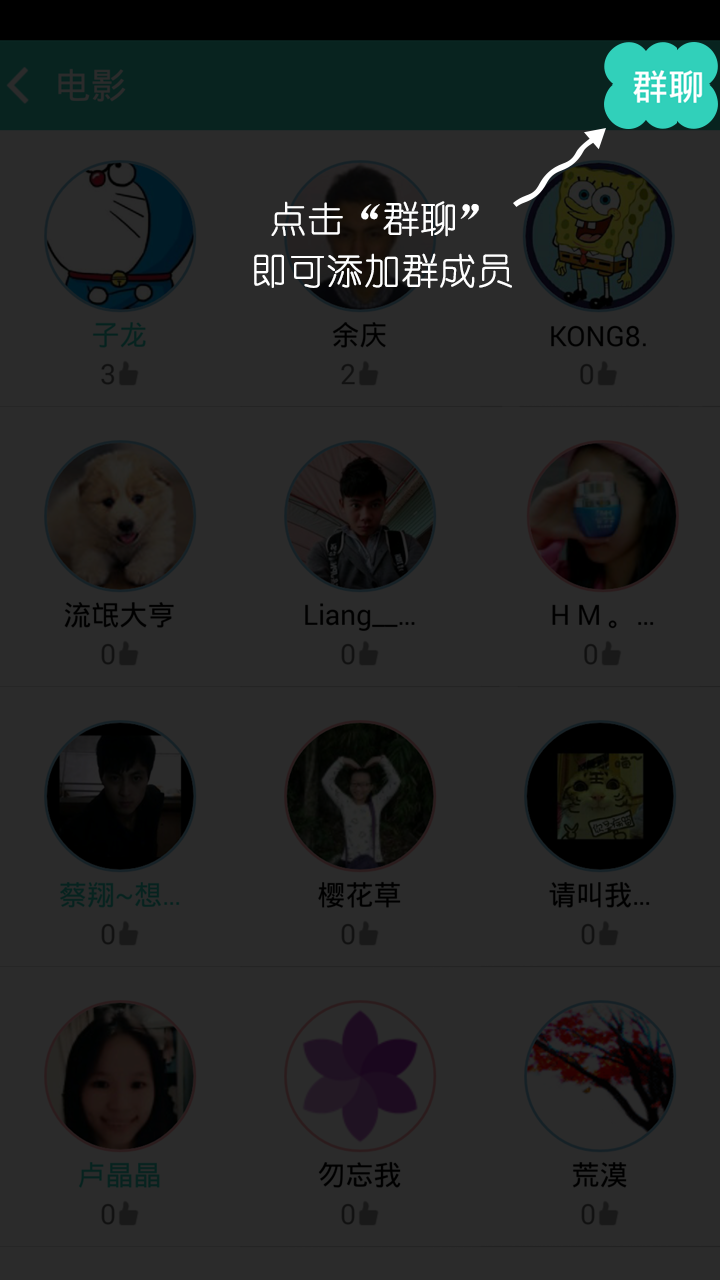 电影
群聊
点击“群聊”
即可添加群成员
子龙
余庆
KONG8.
3
2
0
流氓大亨
Liang__...
H M 。 ...
0
0
0
蔡翔~想...
樱花草
请叫我...
0
0
0
卢晶晶
勿忘我
荒漠
0
0
0